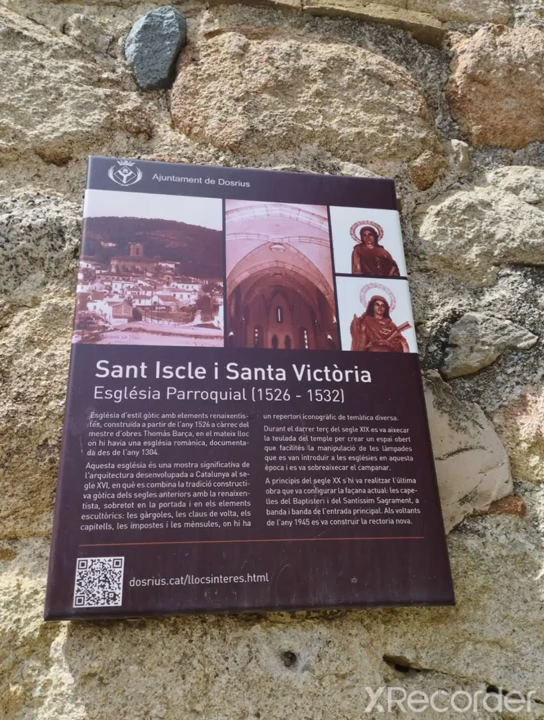 Ajuntament de Dosrius
Sant Iscle i Santa Victòria
Església Parroquial (1526 - 1532)
Església d'estil gòtic amb elements renaixentis-
tes, construïda a partir de l'any 1526 a càrrec del
mestre d'obres Thomàs Barça, en el mateix lloc
on hi havia una església romànica, documenta-
da des de l'any 1304.
Aquesta església és una mostra significativa de
l'arquitectura desenvolupada a Catalunya al se-
gle XVI, en què es combina la tradició construct-
iva gòtica dels segles anteriors amb la renaixen-
tista, sobretot en la portada i en els elements
escultòrics: les gàrgoles, les claus de volta, els
capitells, les impostes i les mènsules, on hi ha
un repertori iconogràfic de temàtica diversa.
Durant el darrer terç del segle XIX es va aixecar
la teulada del temple per crear un espai obert
que facilités la manipulació de les làmpades
que es van introduir a les esglésies en aquesta
època i es va sobreaixecar el campanar.
A principis del segle XX s'hi va realitzar l'última
obra que va configurar la façana actual: les cape-
lles del Baptisteri i del Santíssim Sagrament, a
banda i banda de l'entrada principal. Als voltants
de l'any 1945 es va construir la rectoria nova.
dosrius.cat/llocsinteres.html
XRecorder